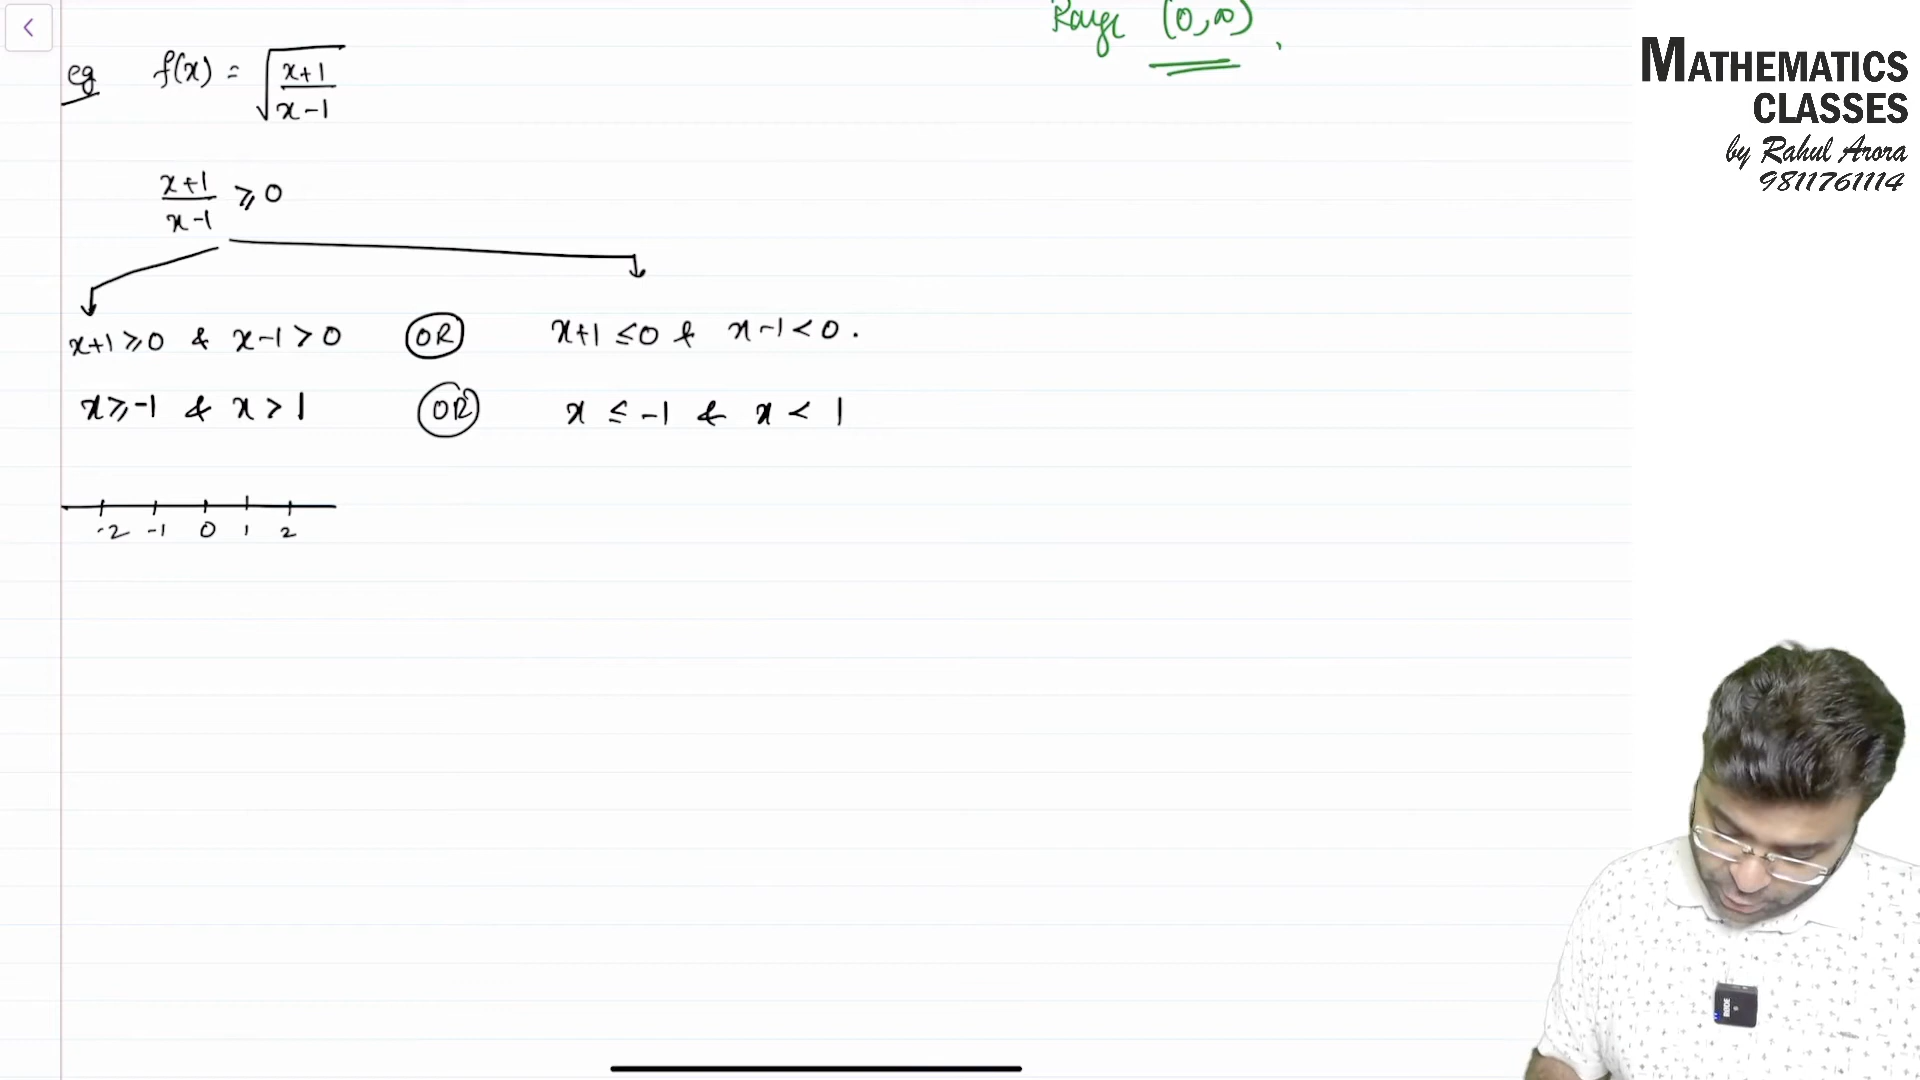 Range (0,∞)
eg f(x) = √((x+1)/(x-1))
(x+1)/(x-1) ≥ 0
x+1 ≥ 0 & x-1 > 0 OR x+1 ≤ 0 & x-1 < 0.
x ≥ -1 & x > 1 OR x ≤ -1 & x < 1
-2 -1 0 1 2
MATHEMATICS
CLASSES
by Rahul Arora
9811761114
RØDE